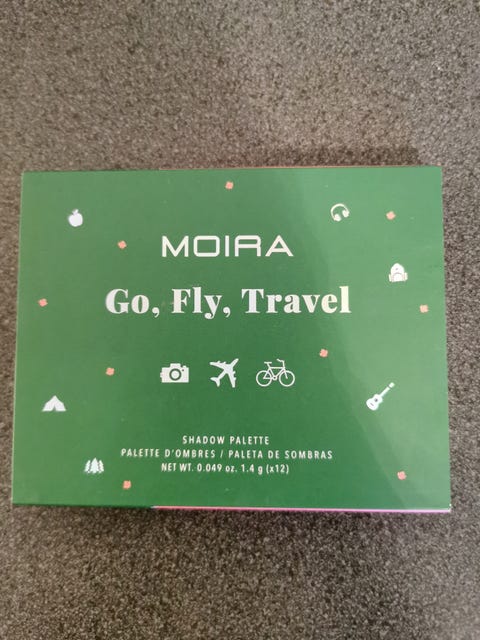 MOIRA
Go, Fly, Travel
SHADOW PALETTE
PALETTE D'OMBRES / PALETA DE SOMBRAS
NET WT. 0.049 oz. 1.4 g (x12)